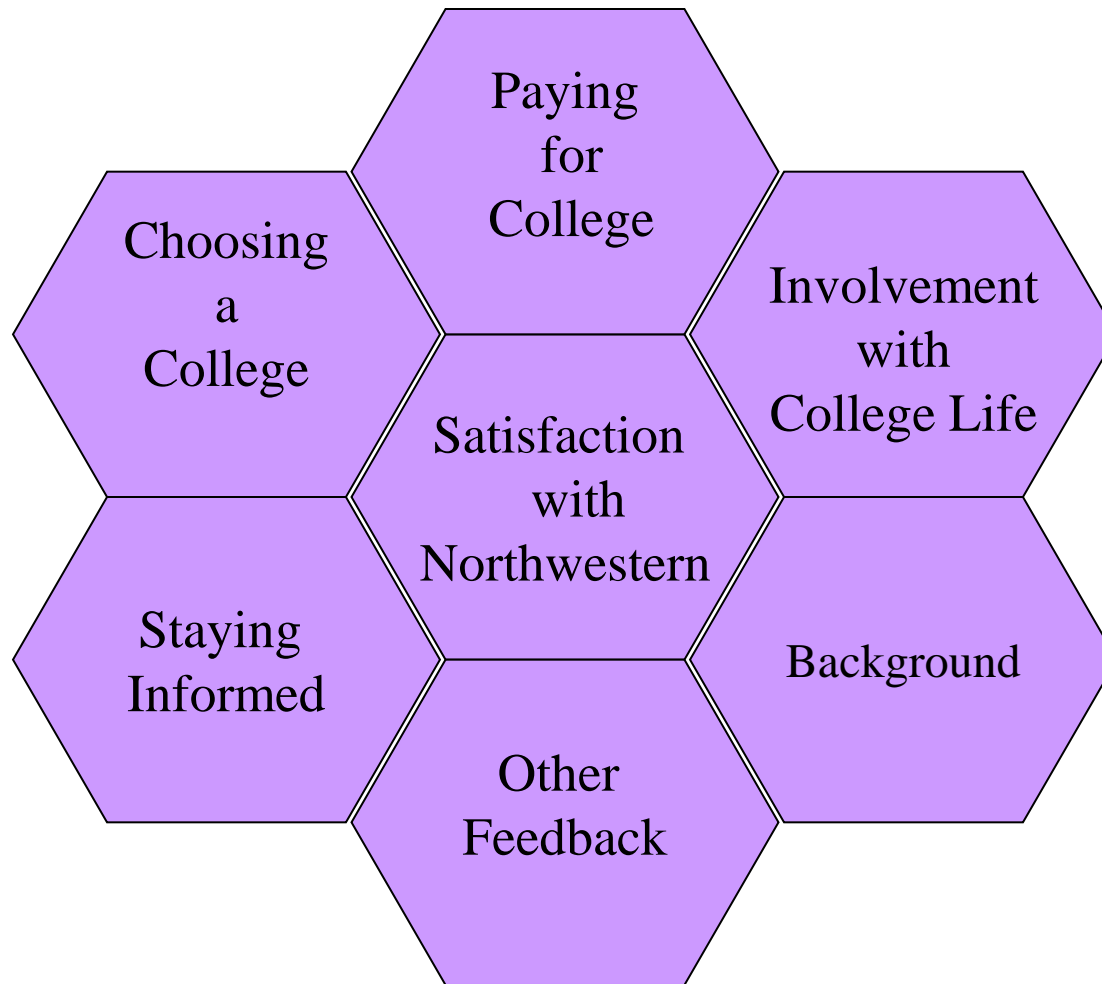 Paying
for
College
Choosing
a
College
Involvement
with
College Life
Satisfaction
with
Northwestern
Staying
Informed
Background
Other
Feedback